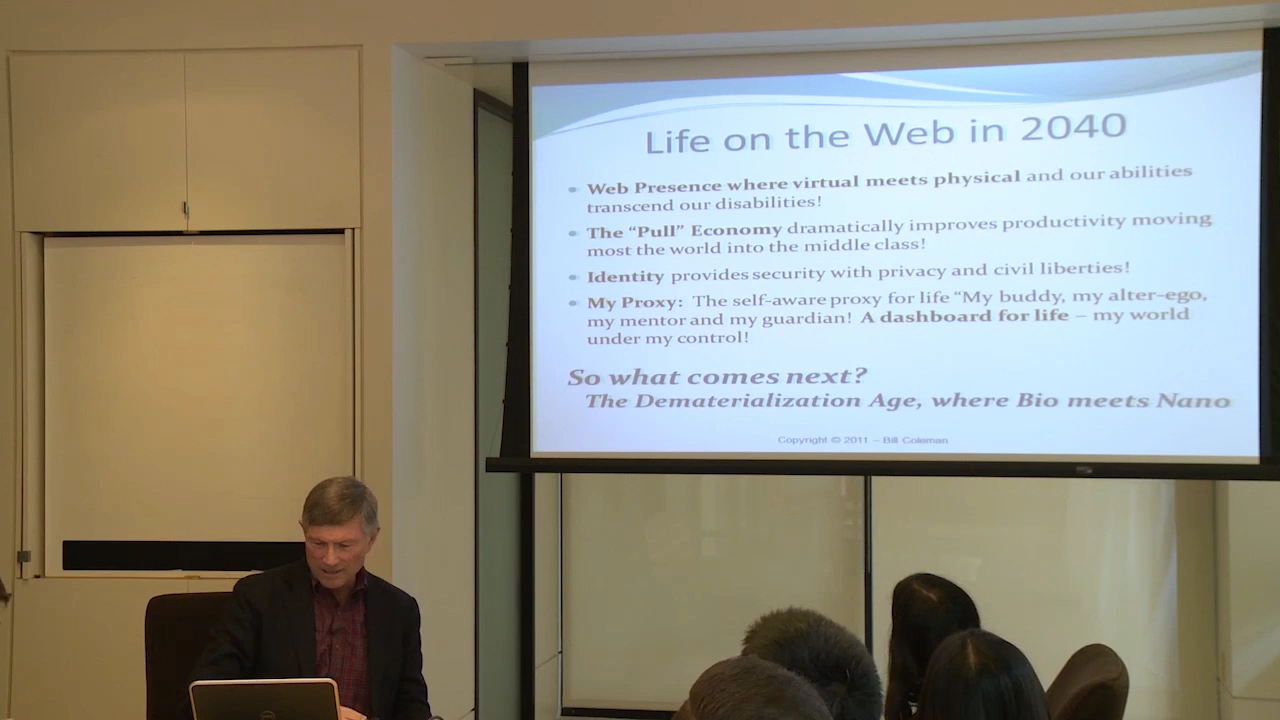 Life on the Web in 2040
Web Presence where virtual meets physical and our abilities
transcend our disabilities!
The “Pull” Economy dramatically improves productivity moving
most the world into the middle class!
Identity provides security with privacy and civil liberties!
My Proxy: The self-aware proxy for life “My buddy, my alter-ego,
my mentor and my guardian! A dashboard for life – my world
under my control!
So what comes next?
The Dematerialization Age, where Bio meets Nano
Copyright © 2011 – Bill Coleman